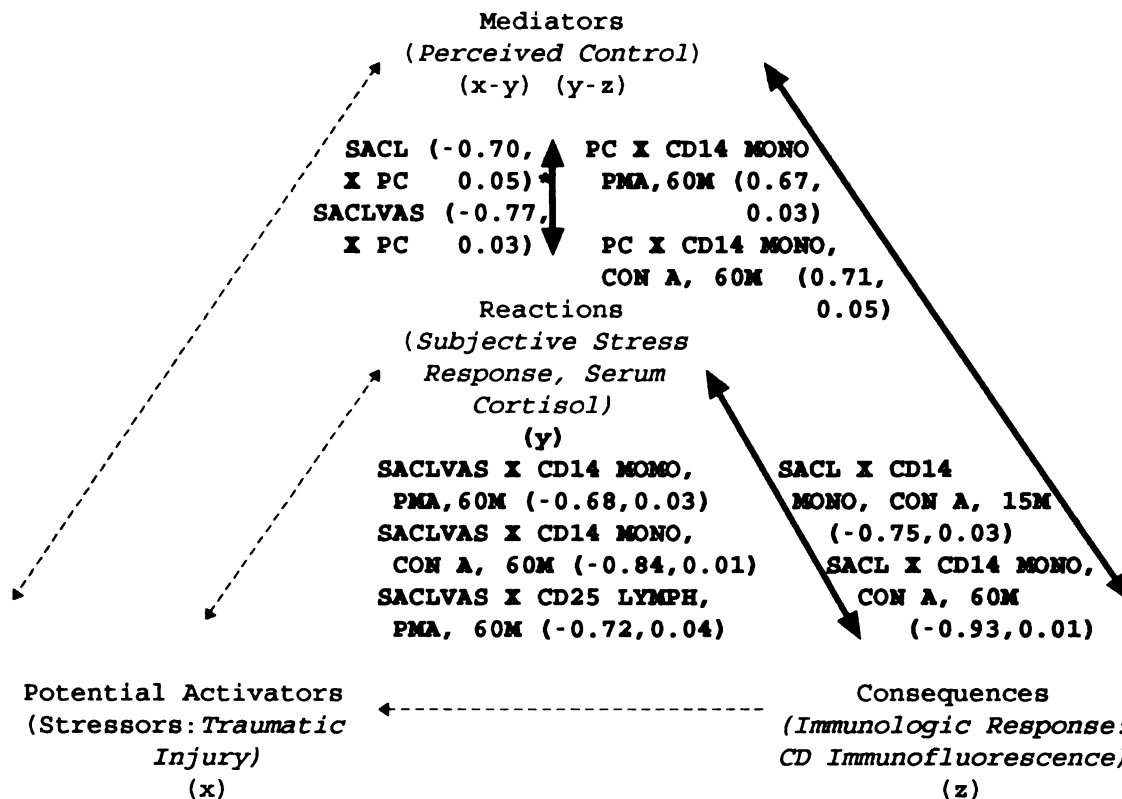 Mediators
(Perceived Control)
(x-y) (y-z)
SACL (-0.70,
X PC 0.05)*
SACLVAS (-0.77,
X PC 0.03)
PC X CD14 MONO
PMA,60M (0.67,
0.03)
PC X CD14 MONO,
CON A, 60M (0.71,
0.05)
Reactions
(Subjective Stress
Response, Serum
Cortisol)
(y)
SACLVAS X CD14 MOMO,
PMA,60M (-0.68,0.03)
SACLVAS X CD14 MONO,
CON A, 60M (-0.84,0.01)
SACLVAS X CD25 LYMPH,
PMA, 60M (-0.72,0.04)
SACL X CD14
MONO, CON A, 15M
(-0.75,0.03)
SACL X CD14 MONO,
CON A, 60M
(-0.93,0.01)
Potential Activators
(Stressors:Traumatic
Injury)
(x)
Consequences
(Immunologic Response:
CD Immunofluorescence)
(z)